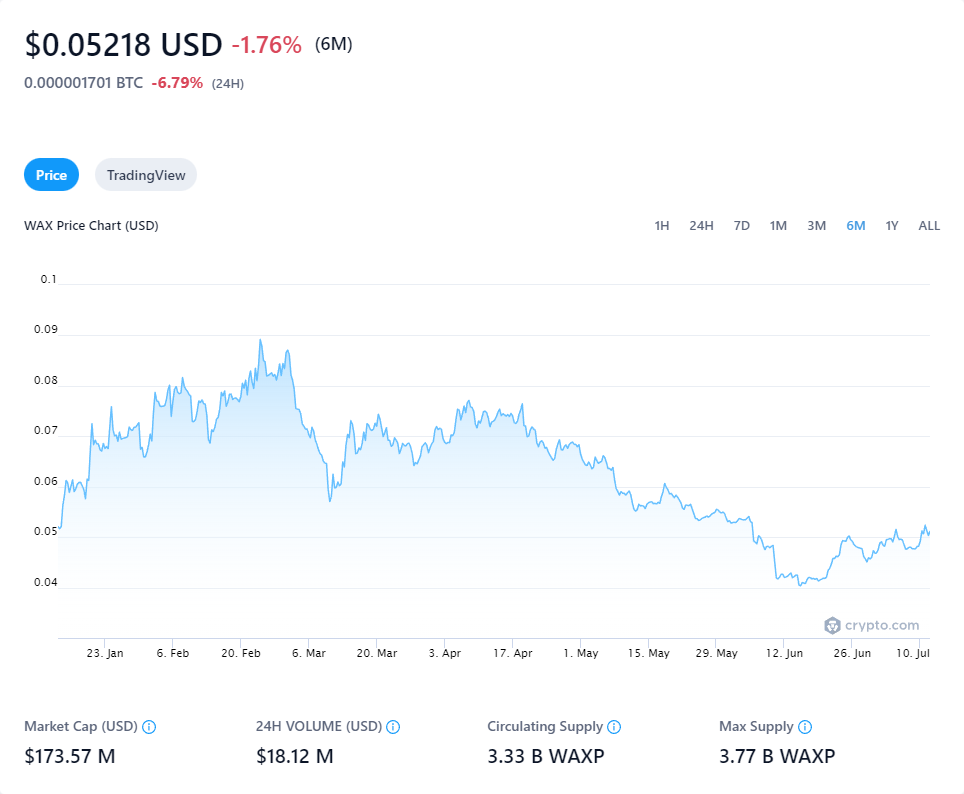 $0.05218 USD -1.76% (6M)
0.000001701 BTC -6.79% (24H)
Price TradingView
WAX Price Chart (USD) 1H 24H 7D 1M 3M 6M 1Y ALL
0.1
0.09
0.08
0.07
0.06
0.05
0.04
crypto.com
23. Jan 6. Feb 20. Feb 6. Mar 20. Mar 3. Apr 17. Apr 1. May 15. May 29. May 12. Jun 26. Jun 10. Jul
Market Cap (USD) 24H VOLUME (USD) Circulating Supply Max Supply
$173.57 M $18.12 M 3.33 B WAXP 3.77 B WAXP